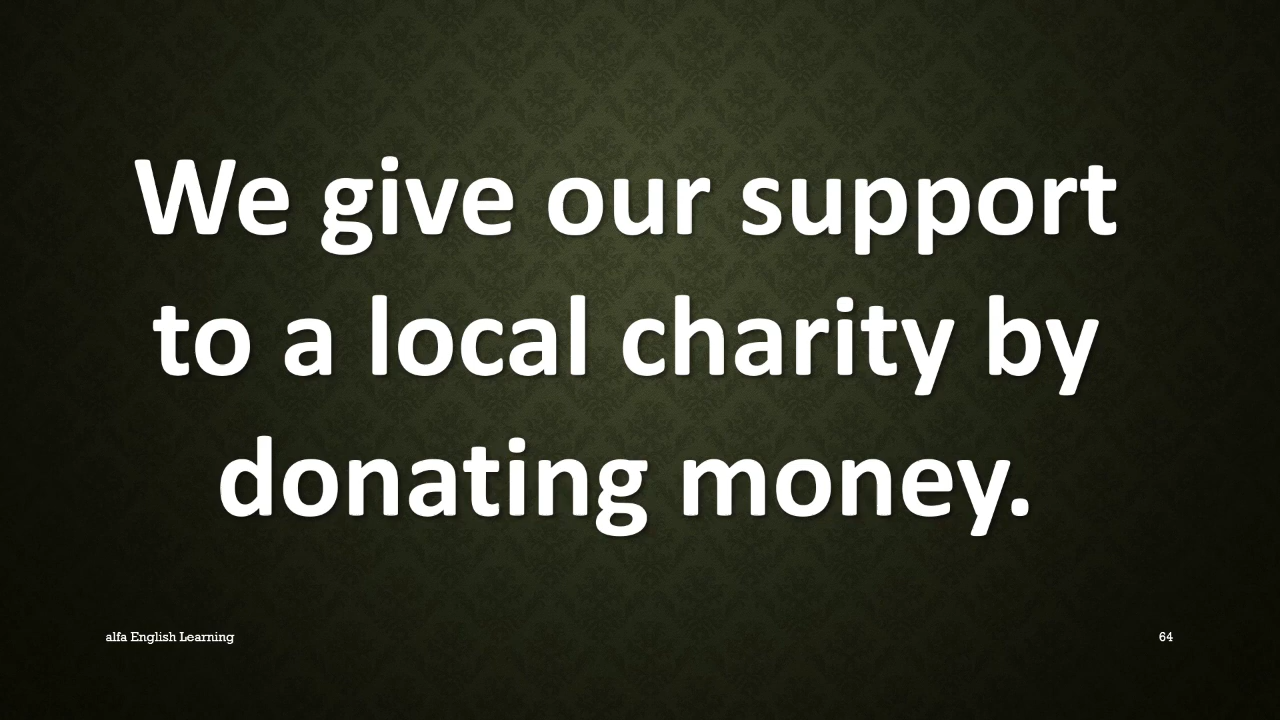 We give our support
to a local charity by
donating money.
alfa English Learning
64